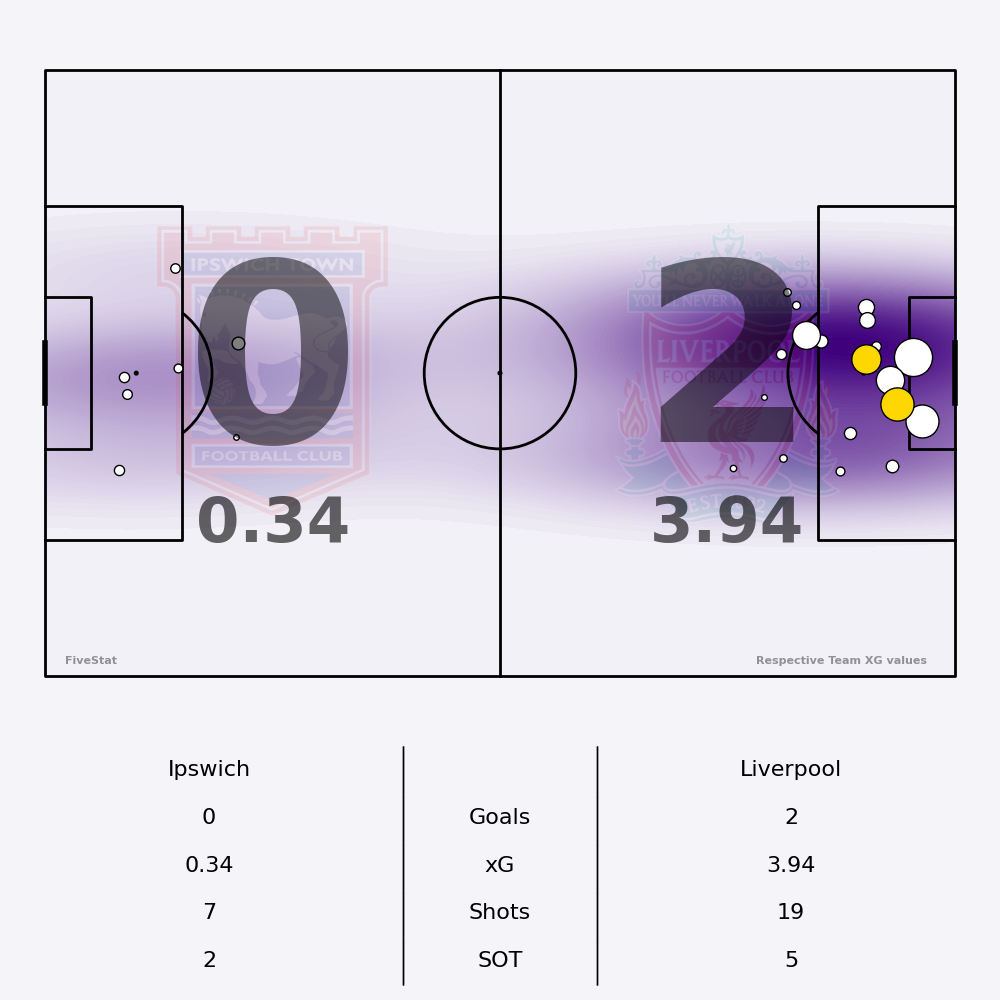 IPSWICH TOWN
FOOTBALL CLUB
0
0.34
YOU'LL NEVER WALK ALONE
LIVERPOOL
FOOTBALL CLUB
2
3.94
FiveStat
Respective Team XG values
Ipswich Liverpool
0 Goals 2
0.34 xG 3.94
7 Shots 19
2 SOT 5